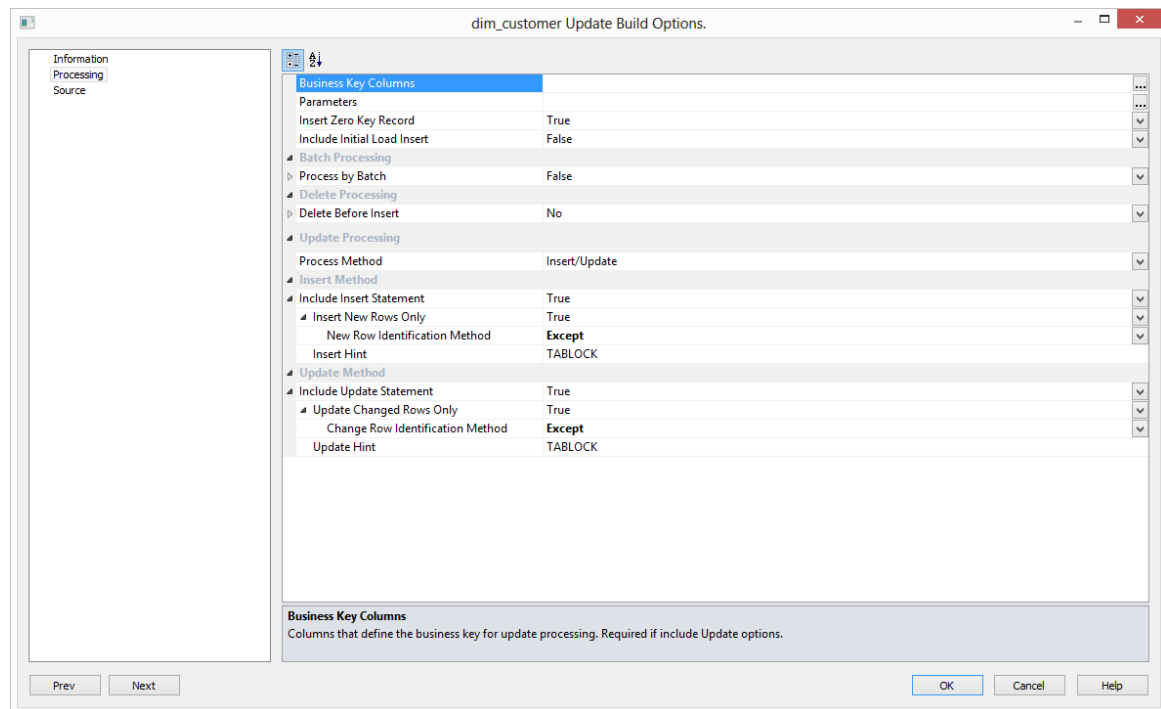 dim_customer Update Build Options.
Information
Processing
Source
Business Key Columns
Parameters
Insert Zero Key Record True
Include Initial Load Insert False
Batch Processing
Process by Batch False
Delete Processing
Delete Before Insert No
Update Processing
Process Method Insert/Update
Insert Method
Include Insert Statement True
Insert New Rows Only True
New Row Identification Method Except
Insert Hint TABLOCK
Update Method
Include Update Statement True
Update Changed Rows Only True
Change Row Identification Method Except
Update Hint TABLOCK
Business Key Columns
Columns that define the business key for update processing. Required if include Update options.
Prev Next OK Cancel Help